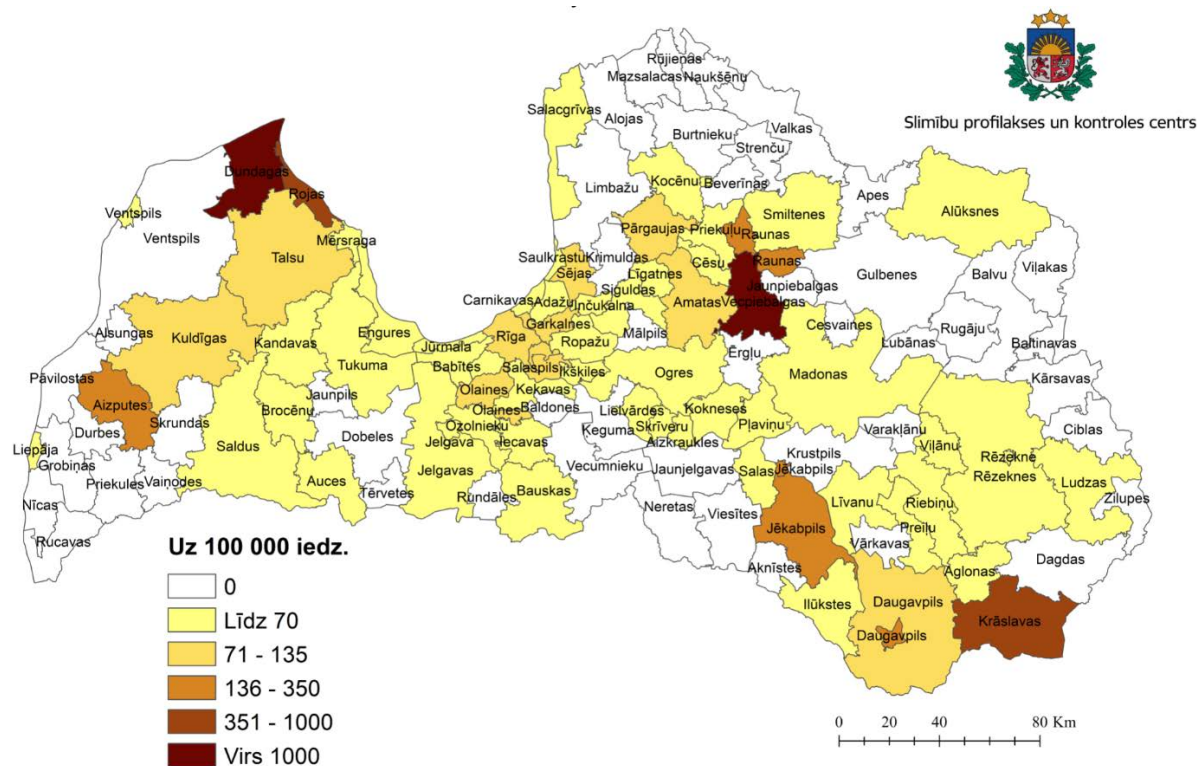 Slimību profilakses un kontroles centrs
Rūjienas
Mazsalacas
Naukšēnu
Salacgrīvas
Alojas
Burtnieku
Valkas
Strenču
Limbažu
Kocēnu
Beverīnas
Smiltenes
Apes
Alūksnes
Dundagas
Rojas
Ventspils
Ventspils
Mērsraga
Talsu
Pārgaujas
Priekuļu
Raunas
Raunas
Saulkrastu
Krimuldas
Sējas
Līgatnes
Cēsu
Siguldas
Gulbenes
Balvu
Viļakas
Jaunpiebalgas
Vecpiebalgas
Amatas
Carnikavas
Ādažu
Inčukalna
Garkalnes
Mālpils
Cesvaines
Lubānas
Rugāju
Baltinavas
Alsungas
Kuldīgas
Kandavas
Engures
Tukuma
Jūrmala
Rīga
Ropažu
Babītes
Salaspils
Ikšķiles
Ogres
Ērgļu
Madonas
Kārsavas
Pāvilostas
Aizputes
Skrundas
Brocēnu
Jaunpils
Olaines
Olaines
Ķekavas
Baldones
Lielvārdes
Kokneses
Ķeguma
Skrīveru
Pļaviņu
Aizkraukles
Varakļānu
Viļānu
Ciblas
Durbes
Liepāja
Grobiņas
Saldus
Dobeles
Ozolnieku
Jelgava
Iecavas
Vecumnieku
Jaunjelgavas
Krustpils
Jēkabpils
Salas
Rēzekne
Rēzeknes
Ludzas
Zilupes
Priekules
Vaiņodes
Nīcas
Rucavas
Auces
Tērvetes
Jelgavas
Rundāles
Bauskas
Neretas
Viesītes
Jēkabpils
Līvānu
Riebiņu
Preiļu
Vārkavas
Aknīstes
Aglonas
Dagdas
Ilūkstes
Daugavpils
Daugavpils
Krāslavas
Uz 100 000 iedz.
0
Līdz 70
71 - 135
136 - 350
351 - 1000
Virs 1000
0 20 40 80 Km